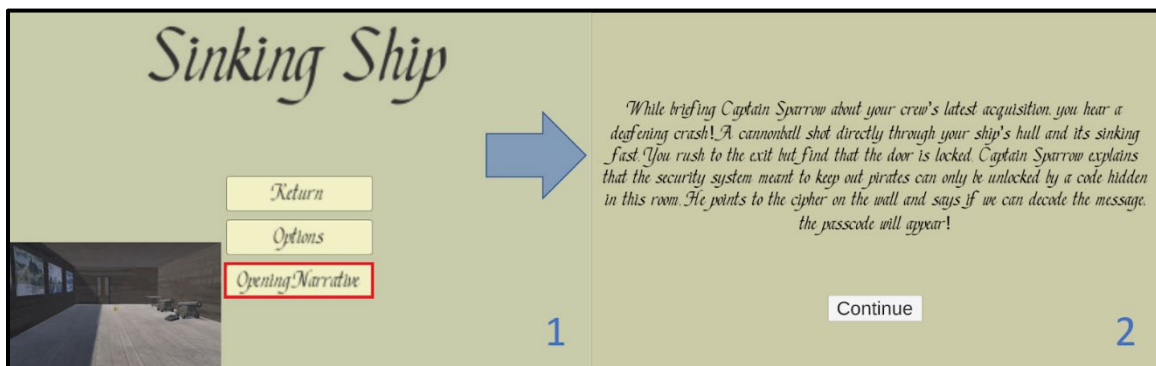 Sinking Ship
Return
Options
Opening Narrative
1
While briefing Captain Sparrow about your crew's latest acquisition, you hear a
deafening crash! A cannonball shot directly through your ship's hull and its sinking
fast. You rush to the exit but find that the door is locked. Captain Sparrow explains
that the security system meant to keep out pirates can only be unlocked by a code hidden
in this room. He points to the cipher on the wall and says if we can decode the message,
the passcode will appear!
Continue
2